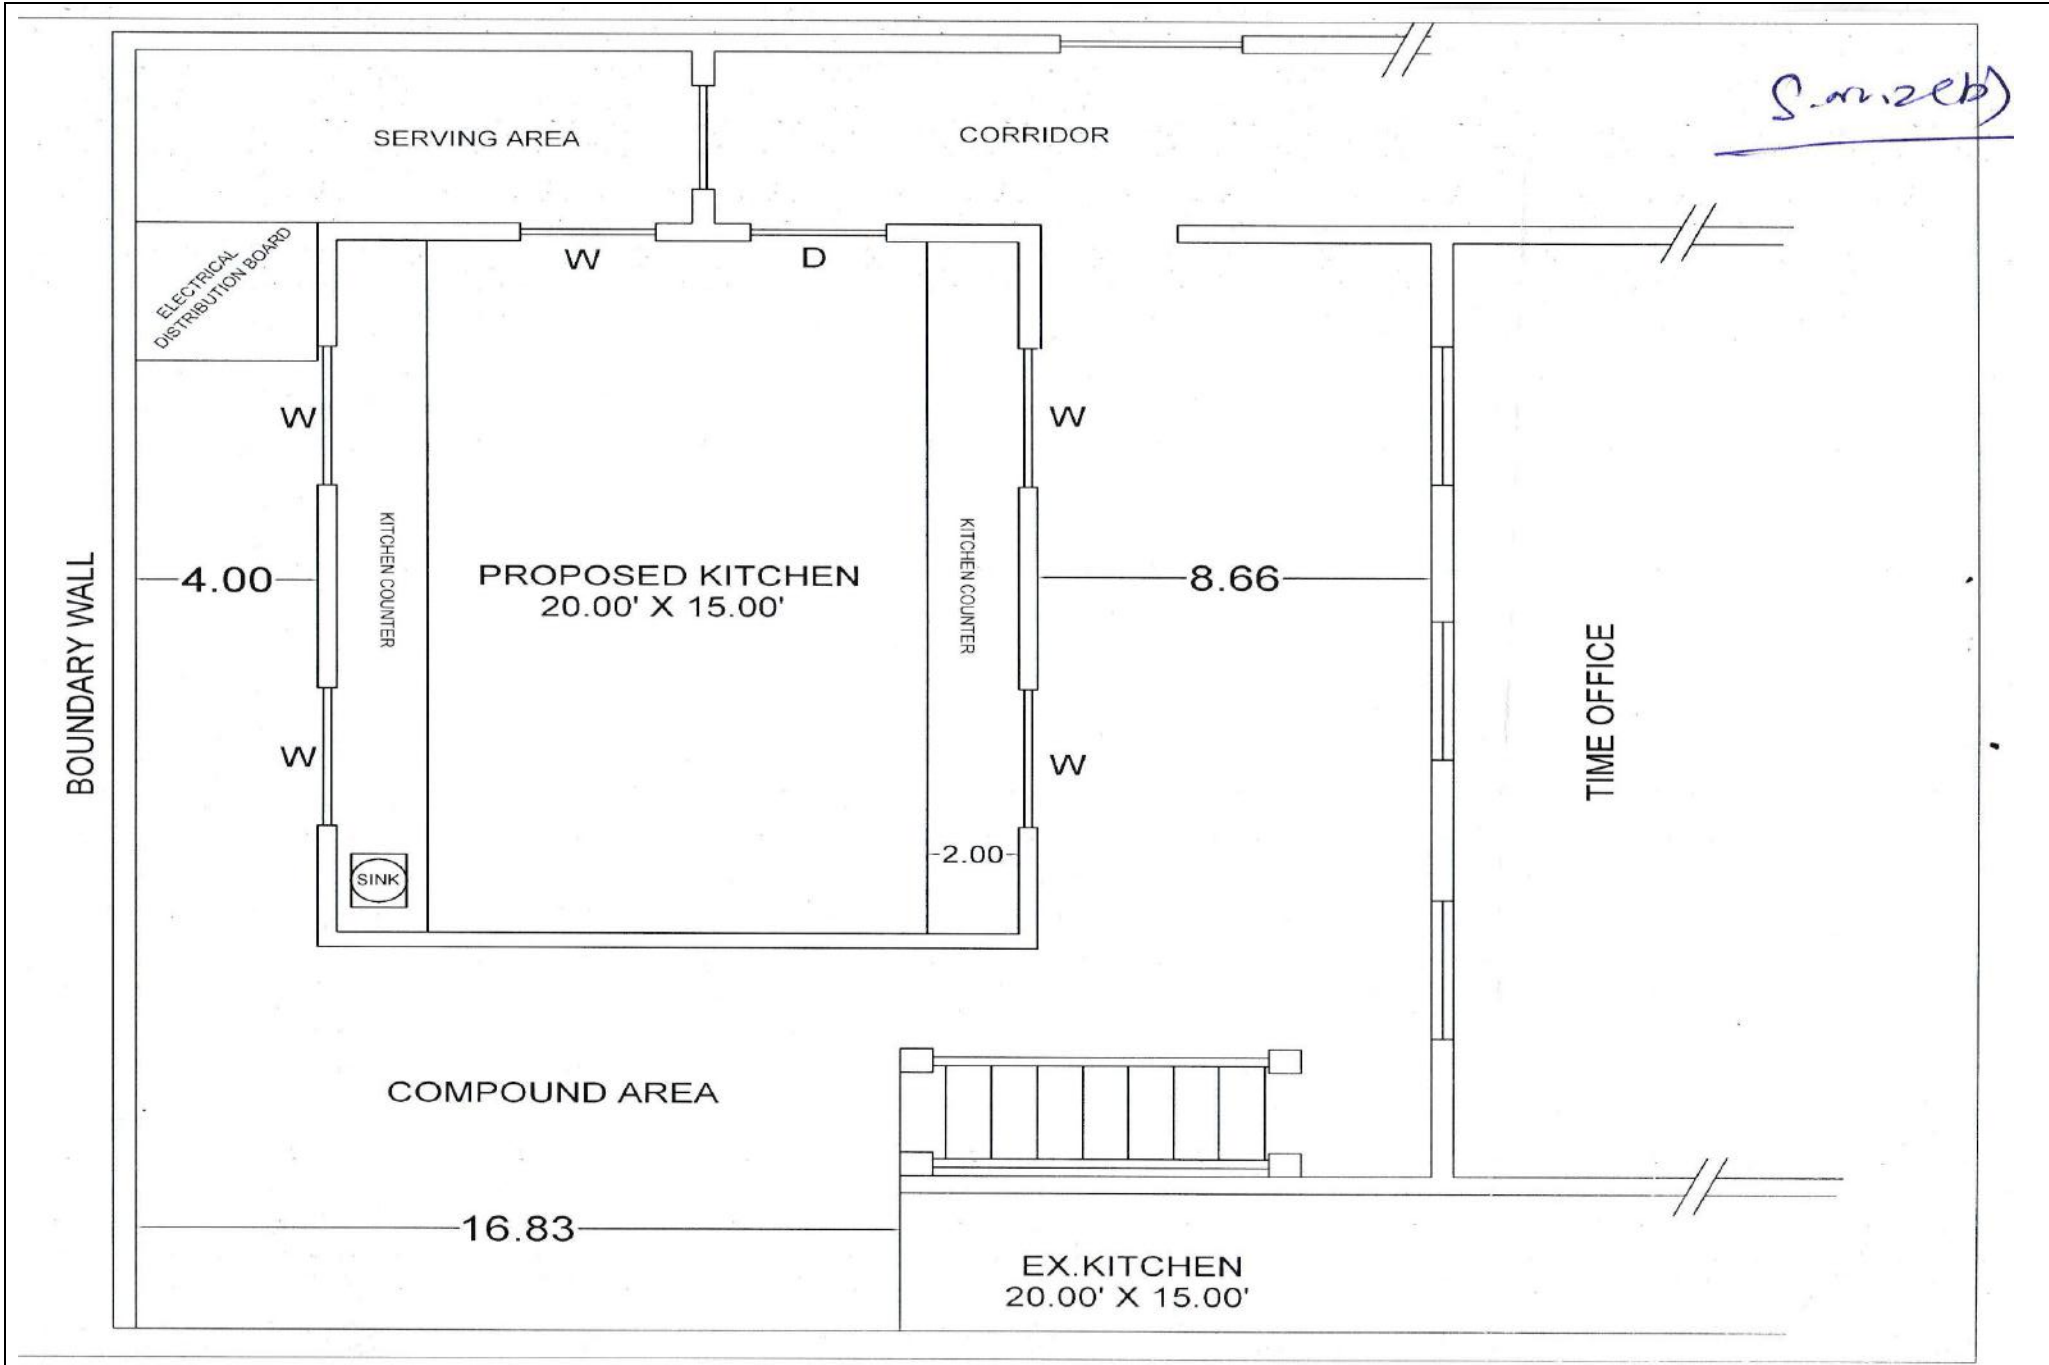 SERVING AREA
CORRIDOR
ELECTRICAL
DISTRIBUTION BOARD
W
D
W
W
BOUNDARY WALL
4.00
KITCHEN COUNTER
PROPOSED KITCHEN
20.00' X 15.00'
KITCHEN COUNTER
8.66
TIME OFFICE
W
W
SINK
2.00
COMPOUND AREA
16.83
EX.KITCHEN
20.00' X 15.00'